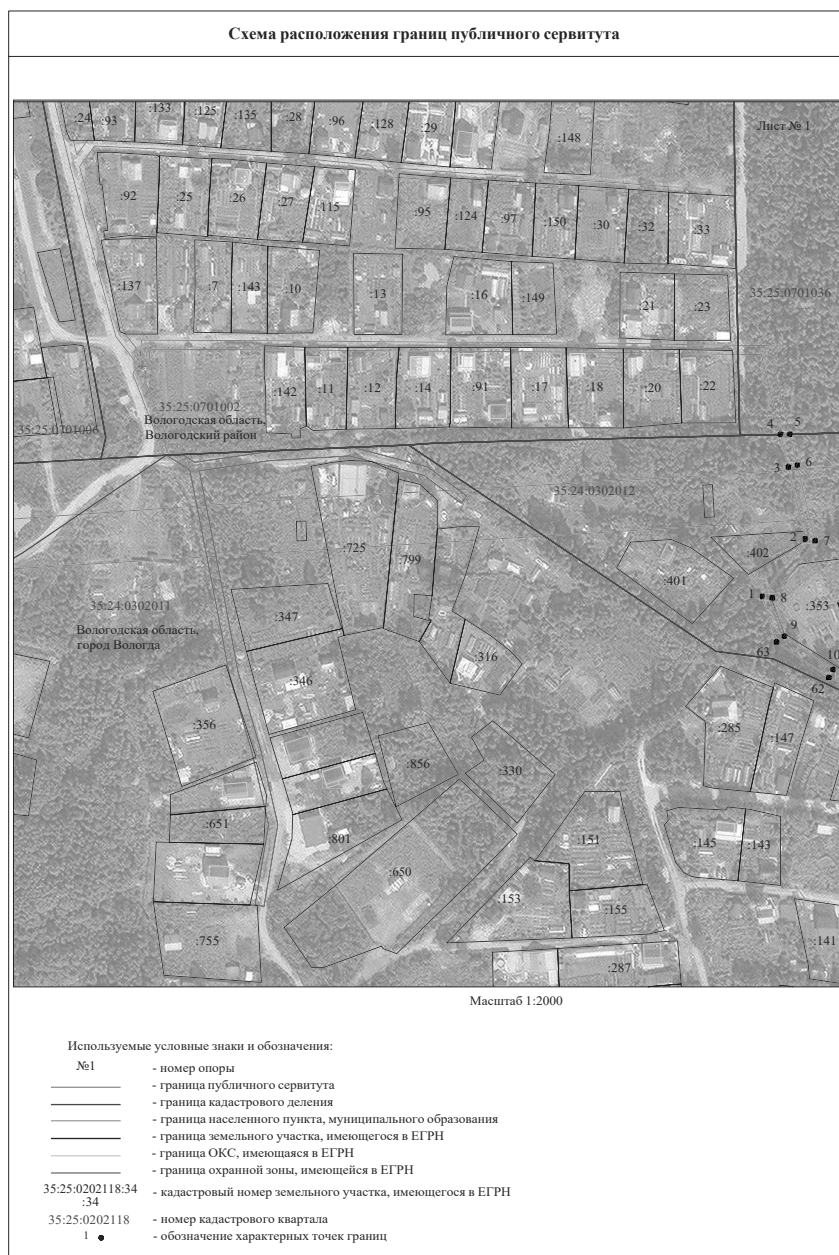 Схема расположения границ публичного сервитута
Лист № 1
:24 :93 :133 :125 :135 :28 :96 :128 :29 :148
:92 :25 :26 :27 :115 :95 :124 :97 :150 :30 :32 :33
:137 :7 :143 :10 :13 :16 :149 :21 :23
35:25:0701036
:142 :11 :12 :14 :91 :17 :18 :20 :22
35:25:0701002
35:25:0701006
Вологодская область,
Вологодский район
4 5
3 6
35:24:0302012
:725 :799
2 7
:402
:401
1 8
:353
35:24:0302011
:347
Вологодская область,
город Вологда
9
63
:316
10
62
:346
:356
:285 :147
:856 :330
:651 :801
:151 :145 :143
:650
:153 :155
:755
:141
:287
Масштаб 1:2000
Используемые условные знаки и обозначения:
№1 - номер опоры
- граница публичного сервитута
- граница кадастрового деления
- граница населенного пункта, муниципального образования
- граница земельного участка, имеющегося в ЕГРН
- граница ОКС, имеющаяся в ЕГРН
- граница охранной зоны, имеющейся в ЕГРН
35:25:0202118:34
:34 - кадастровый номер земельного участка, имеющегося в ЕГРН
35:25:0202118 - номер кадастрового квартала
1 - обозначение характерных точек границ